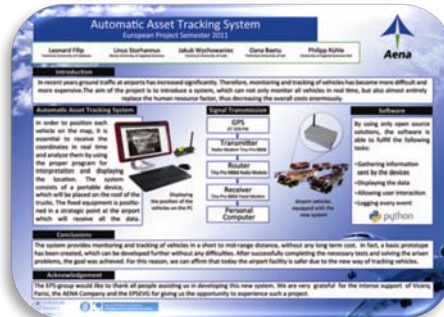 Automatic Asset Tracking System
European Project Semester 2011
Leonard Filip
Linus Storhannus
Jakub Wychowaniec
Oana Baetu
Philipp Rühle
Aena
Introduction
In recent years ground traffic at airports has increased significantly. Therefore, monitoring and tracking of vehicles has become more difficult and
more expensive.The aim of the project is to introduce a system, which can not only monitor all vehicles in real time, but also almost entirely
replace the human resource factor, thus decreasing the overall costs enormously.
Automatic Asset Tracking System
In order to position each
vehicle on the map, it is
essential to receive the
coordinates in real time
and analyze them by using
the proper program for
interpretation and displaying
the location. The system
consists of a portable device,
which will be placed on the roof of the
trucks. The fixed equipment is positio-
ned in a strategic point at the airport
which will receive all the data.
Displaying
the position of the
vehicles on the PC
Signal Transmission
GPS
Transmitter
Router
Receiver
Personal
Computer
Airport vehicles
equipped with the
new system
Software
By using only open source
solutions, the software is
able to fulfill the following
tasks:
•Gathering information
sent by the devices
•Displaying the data
•Allowing user interaction
•Logging every event
python
Conclusions
The system provides monitoring and tracking of vehicles in a short to mid-range distance, without any long term cost. In fact, a basic prototype
has been created, which can be developed further without any difficulties. After successfully completing the necessary tests and solving the arisen
problems, the goal was achieved. For this reason, we can affirm that today the airport facility is safer due to the new way of tracking vehicles.
Acknowledgement
The EPS-group would like to thank all people assisting us in developing this new system. We are very grateful for the intense support of Vicenç
Parisi, the AENA Company and the EPSEVG for giving us the opportunity to experience such a project.